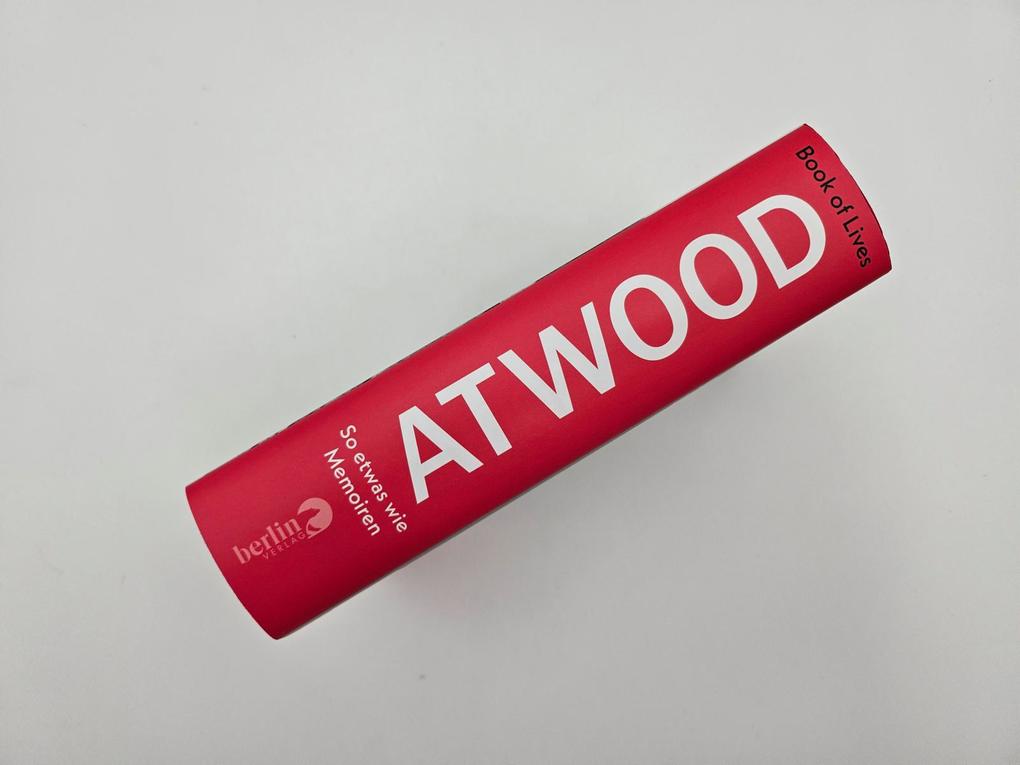 Book of Lives
ATWOOD
So etwas wie
Memoiren
berlin
VERLAG